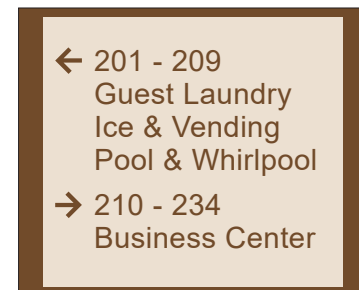 ← 201 - 209
Guest Laundry
Ice & Vending
Pool & Whirlpool
→ 210 - 234
Business Center